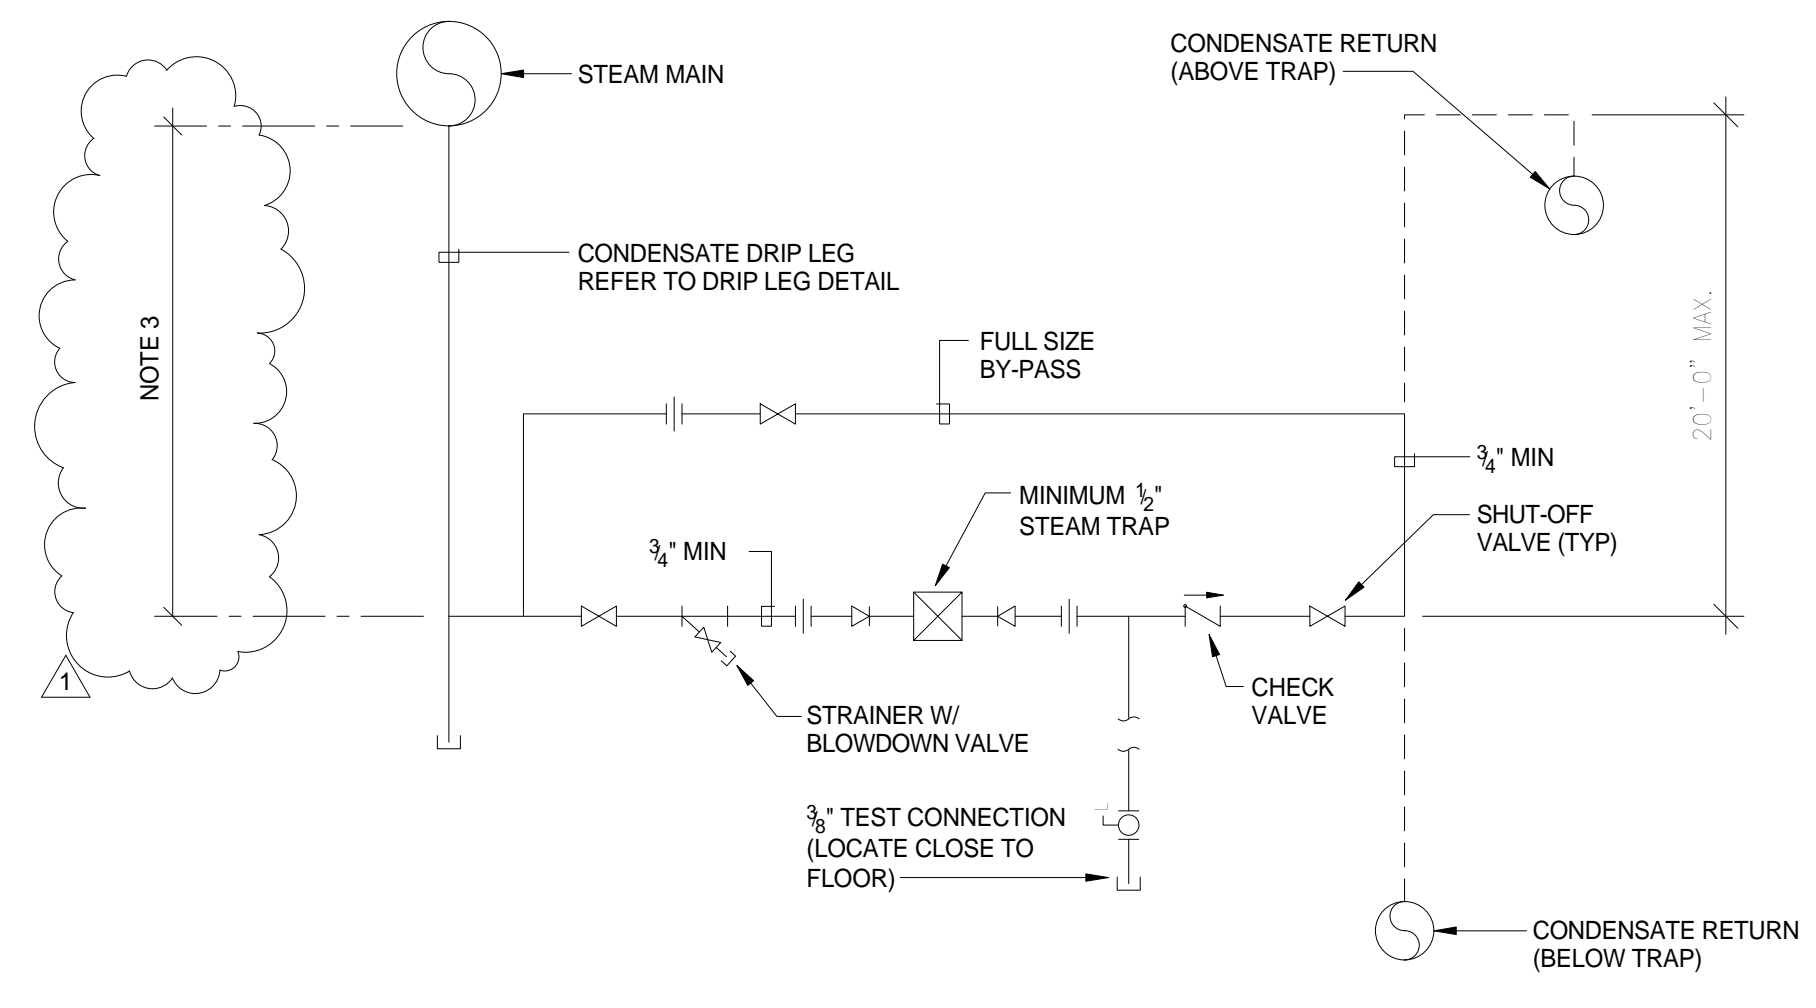 STEAM MAIN
CONDENSATE RETURN
(ABOVE TRAP)
CONDENSATE DRIP LEG
REFER TO DRIP LEG DETAIL
NOTE 3
FULL SIZE
BY-PASS
20'-0" MAX.
3/4" MIN
MINIMUM 1/2"
STEAM TRAP
SHUT-OFF
VALVE (TYP)
3/4" MIN
1
CHECK
VALVE
STRAINER W/
BLOWDOWN VALVE
3/8" TEST CONNECTION
(LOCATE CLOSE TO
FLOOR)
CONDENSATE RETURN
(BELOW TRAP)